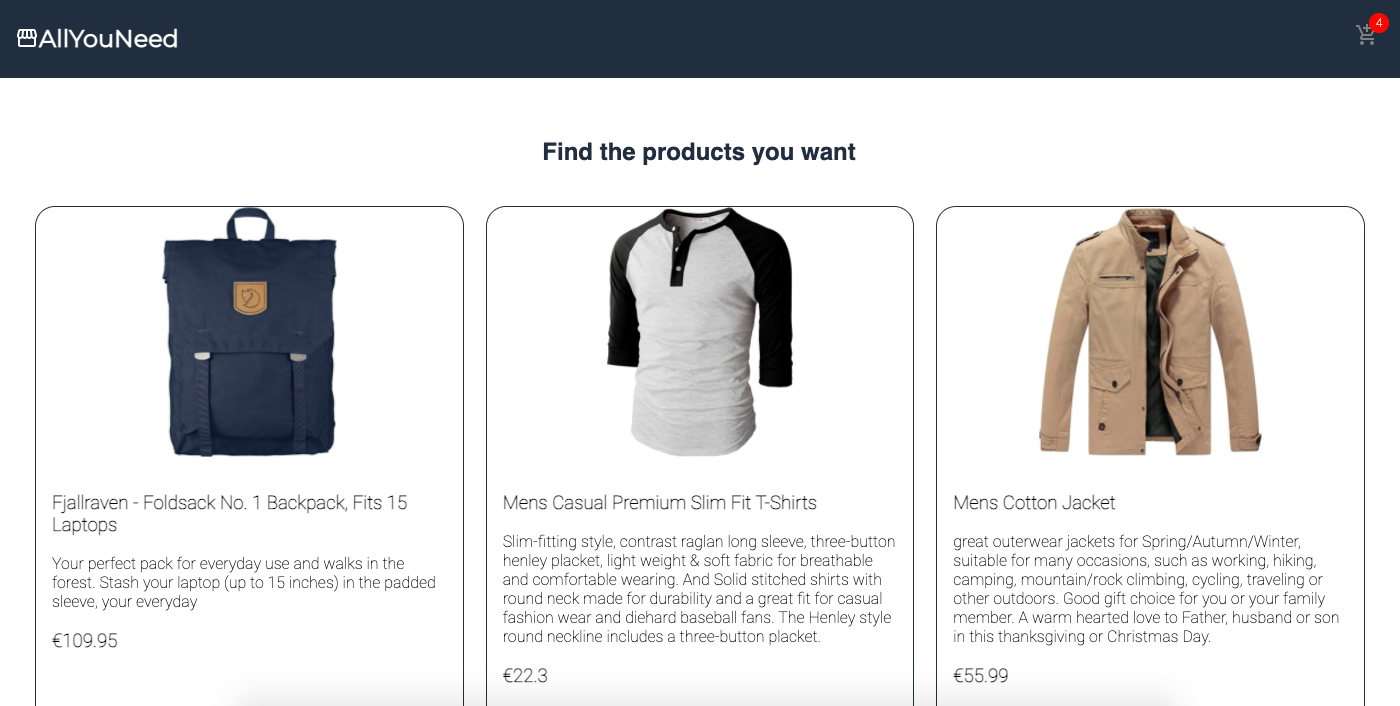 AllYouNeed
4
Find the products you want
Fjallraven - Foldsack No. 1 Backpack, Fits 15
Laptops
Your perfect pack for everyday use and walks in the
forest. Stash your laptop (up to 15 inches) in the padded
sleeve, your everyday
€109.95
Mens Casual Premium Slim Fit T-Shirts
Slim-fitting style, contrast raglan long sleeve, three-button
henley placket, light weight & soft fabric for breathable
and comfortable wearing. And Solid stitched shirts with
round neck made for durability and a great fit for casual
fashion wear and diehard baseball fans. The Henley style
round neckline includes a three-button placket.
€22.3
Mens Cotton Jacket
great outerwear jackets for Spring/Autumn/Winter,
suitable for many occasions, such as working, hiking,
camping, mountain/rock climbing, cycling, traveling or
other outdoors. Good gift choice for you or your family
member. A warm hearted love to Father, husband or son
in this thanksgiving or Christmas Day.
€55.99